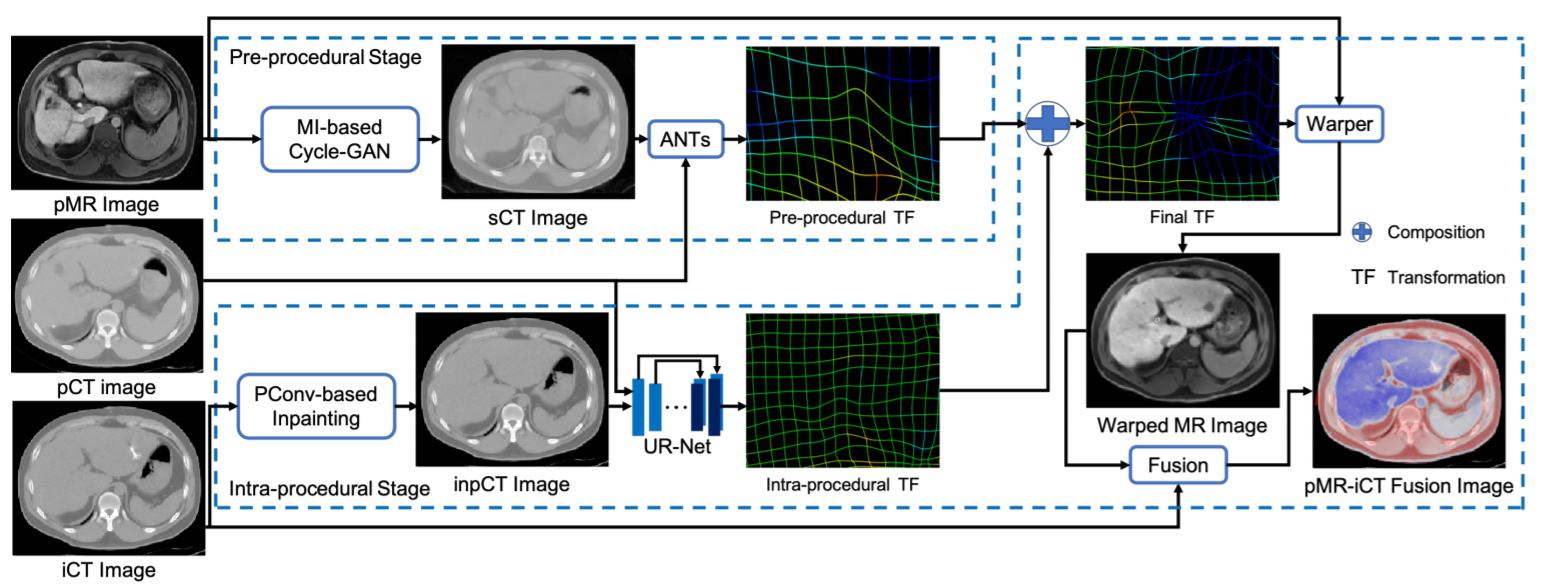 Pre-procedural Stage
MI-based
Cycle-GAN
ANTs
Warper
pMR Image
sCT Image
Pre-procedural TF
Final TF
Composition
TF Transformation
pCT image
PConv-based
Inpainting
UR-Net
Warped MR Image
Fusion
Intra-procedural Stage
inpCT Image
Intra-procedural TF
pMR-iCT Fusion Image
iCT Image